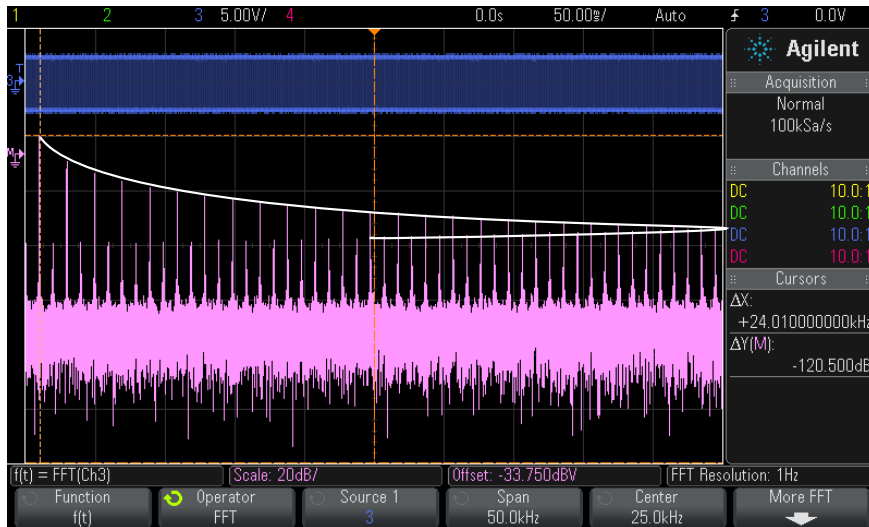 1 2 3 5.00V/ 4 0.0s 50.00ms/ Auto 3 0.0V
Agilent
Acquisition
Normal
100kSa/s
Channels
DC 10.0:1
DC 10.0:1
DC 10.0:1
DC 10.0:1
Cursors
ΔX:
+24.010000000kHz
ΔY(M):
-120.500dB
T
3
M
f(t) = FFT(Ch3) Scale: 20dB/ Offset: -33.750dBV FFT Resolution: 1Hz
Function Operator Source 1 Span Center More FFT
f(t) FFT 3 50.0kHz 25.0kHz